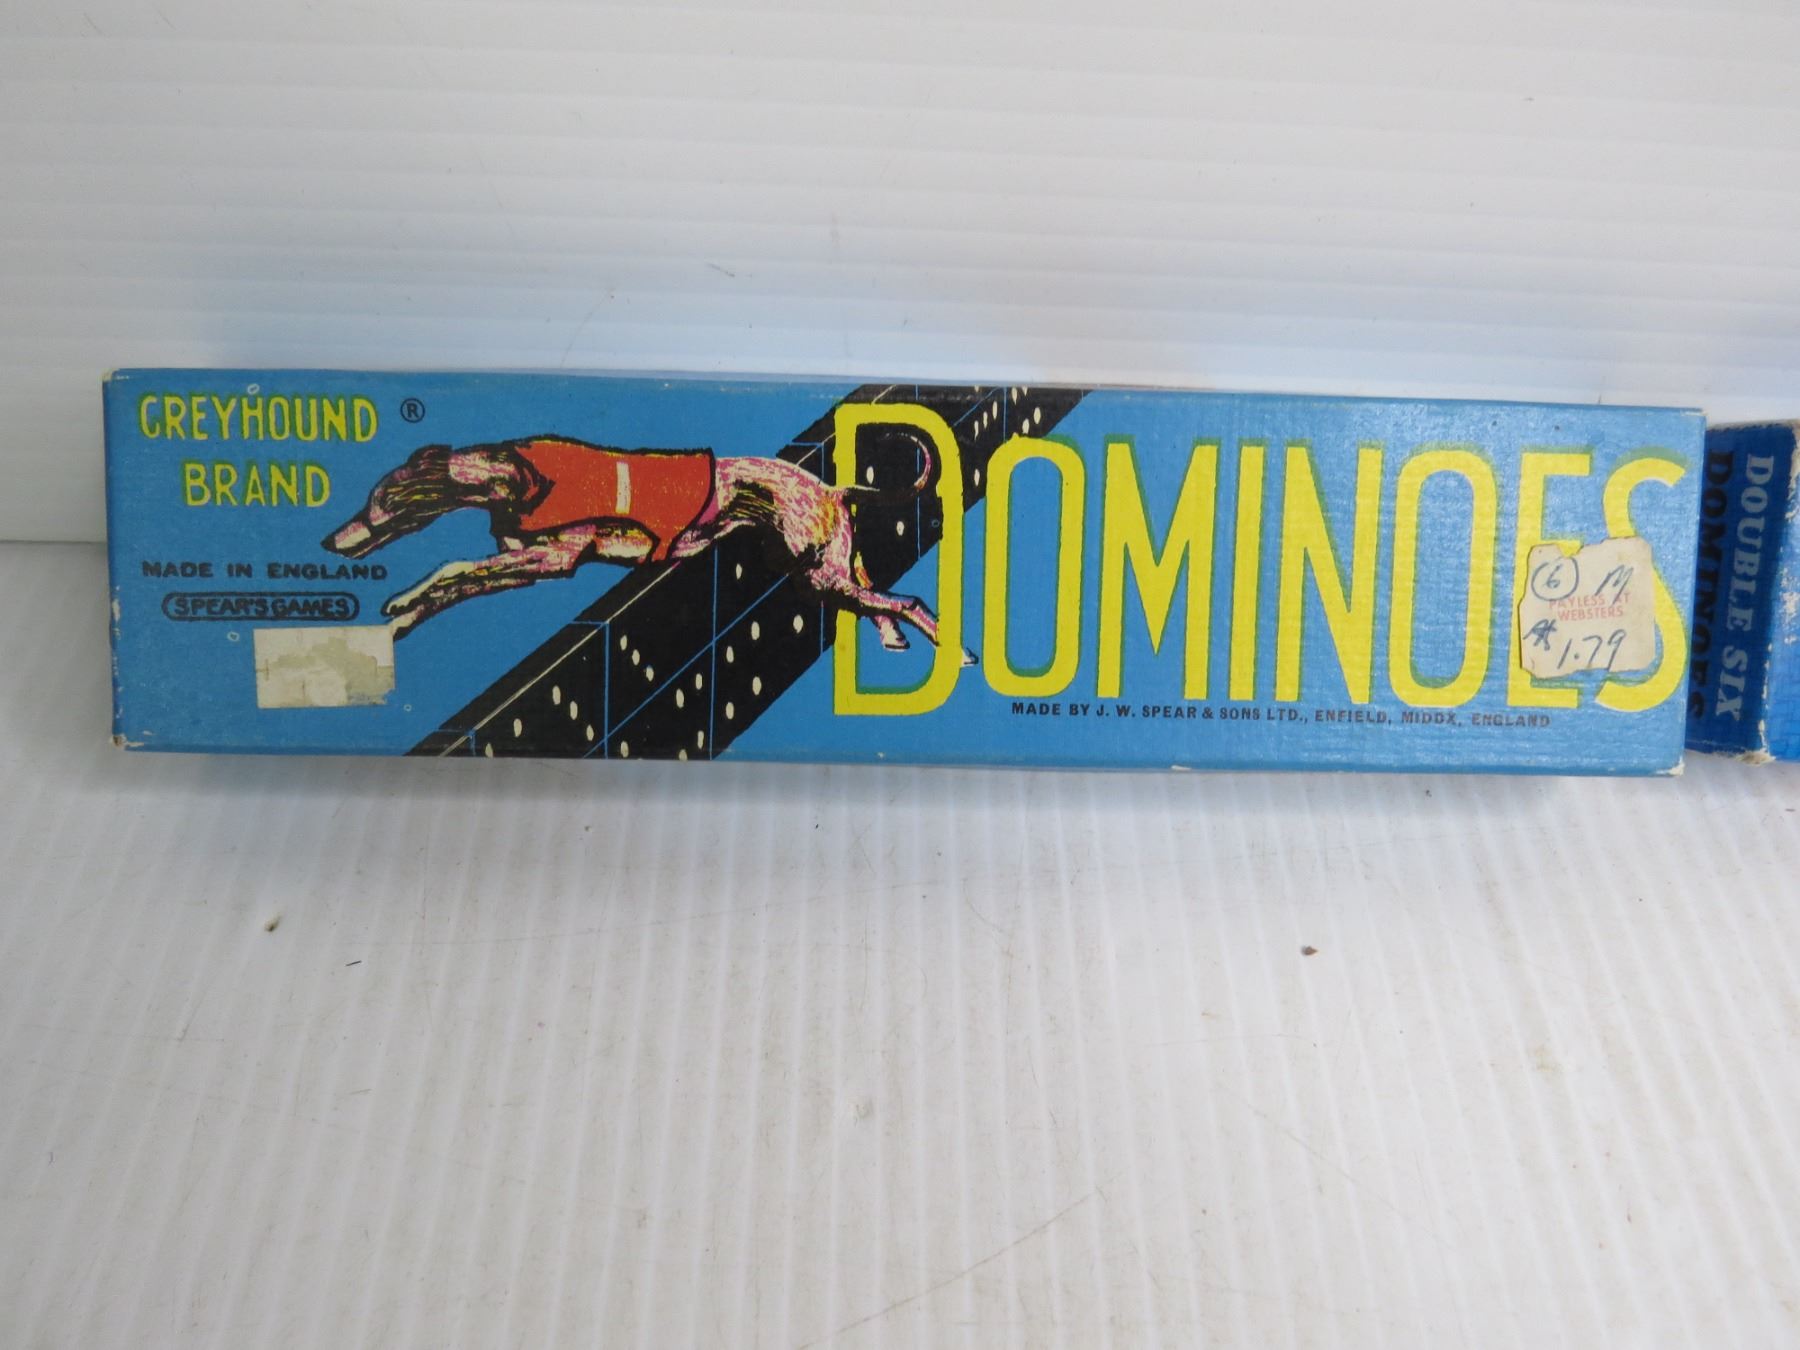 GREYHOUND ®
BRAND
MADE IN ENGLAND
SPEAR'S GAMES
1
DOMINOES
MADE BY J. W. SPEAR & SONS LTD., ENFIELD, MIDDX, ENGLAND
(6) M
PAYLESS AT
WEBSTERS
1.79
DOUBLE SIX
DOMINOES